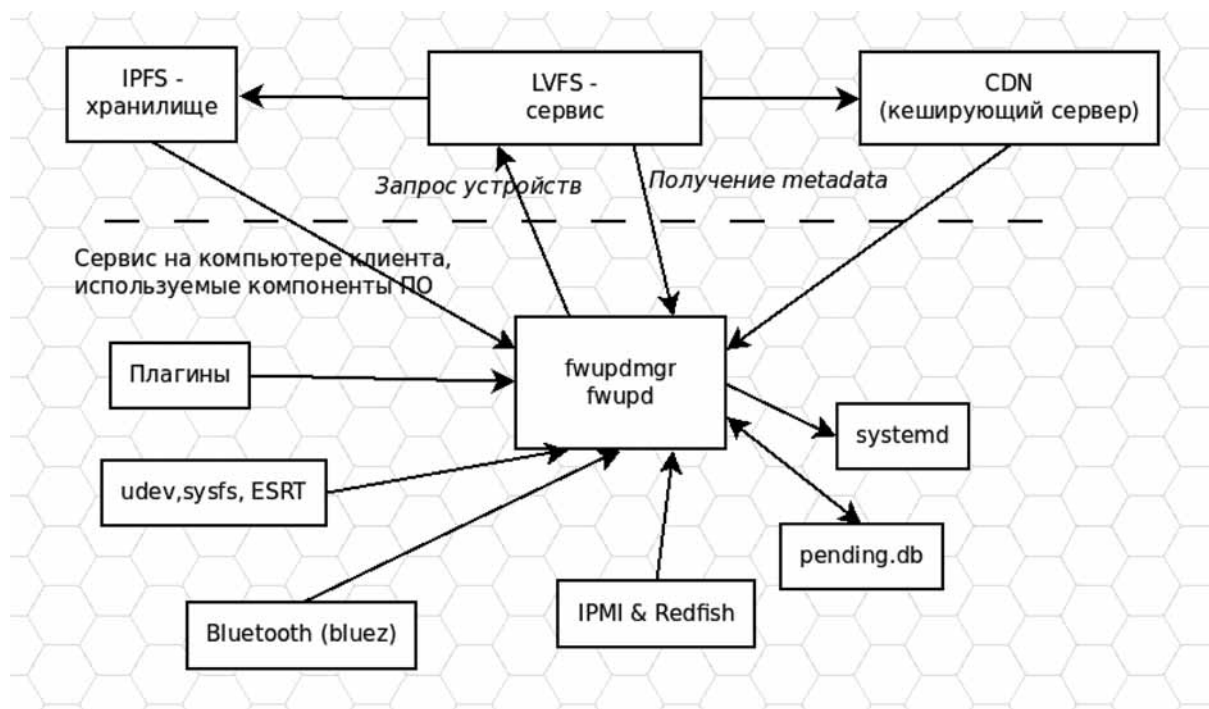 IPFS -
хранилище
LVFS -
сервис
CDN
(кеширующий сервер)
Запрос устройств
Получение metadata
Сервис на компьютере клиента,
используемые компоненты ПО
fwupdmgr
fwupd
Плагины
systemd
udev,sysfs, ESRT
pending.db
IPMI & Redfish
Bluetooth (bluez)